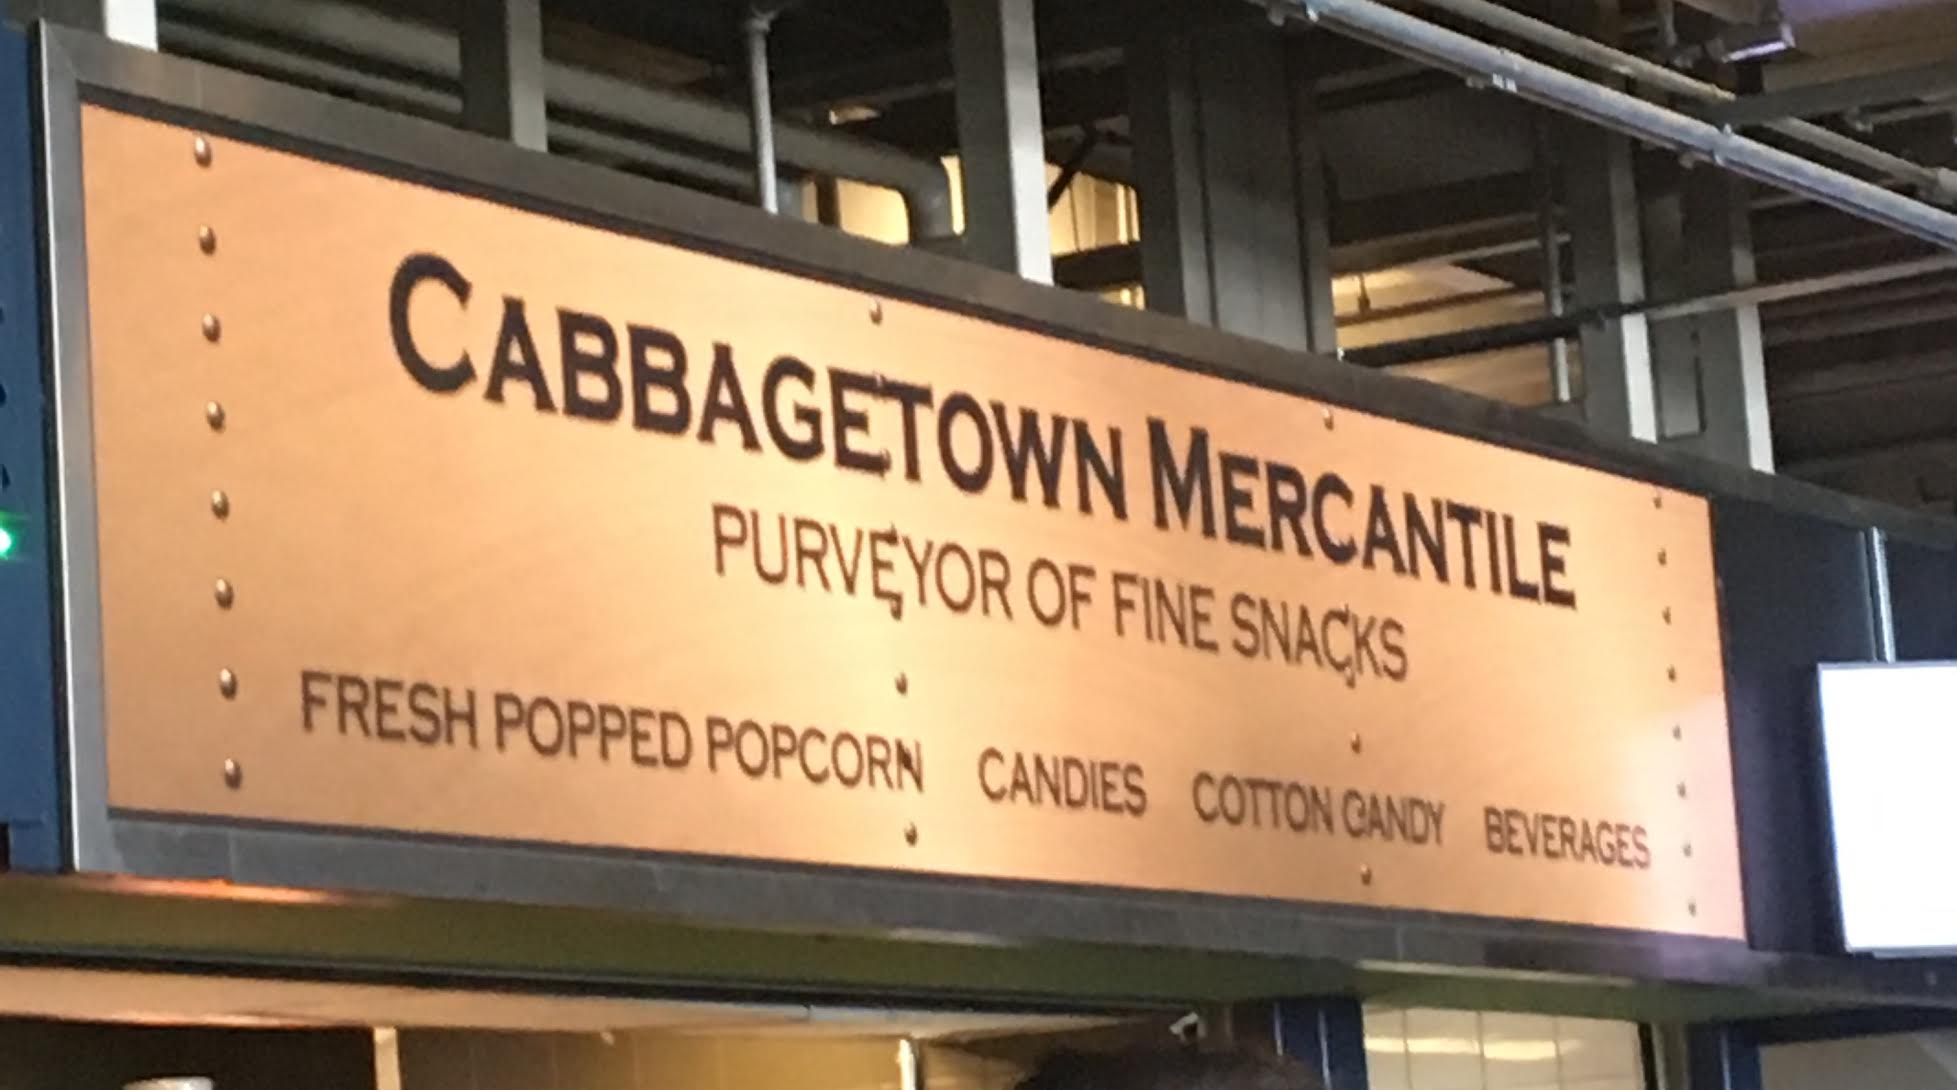 CABBAGETOWN MERCANTILE
PURVEYOR OF FINE SNACKS
FRESH POPPED POPCORN CANDIES COTTON CANDY BEVERAGES